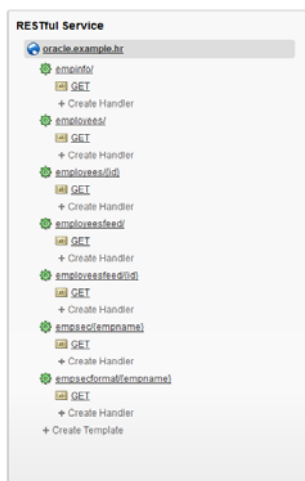 RESTful Service
oracle.example.hr
empinfo/
GET
+ Create Handler
employees/
GET
+ Create Handler
employees/{id}
GET
+ Create Handler
employeesfeed/
GET
+ Create Handler
employeesfeed/{id}
GET
+ Create Handler
empsec/{empname}
GET
+ Create Handler
empsecformat/{empname}
GET
+ Create Handler
+ Create Template